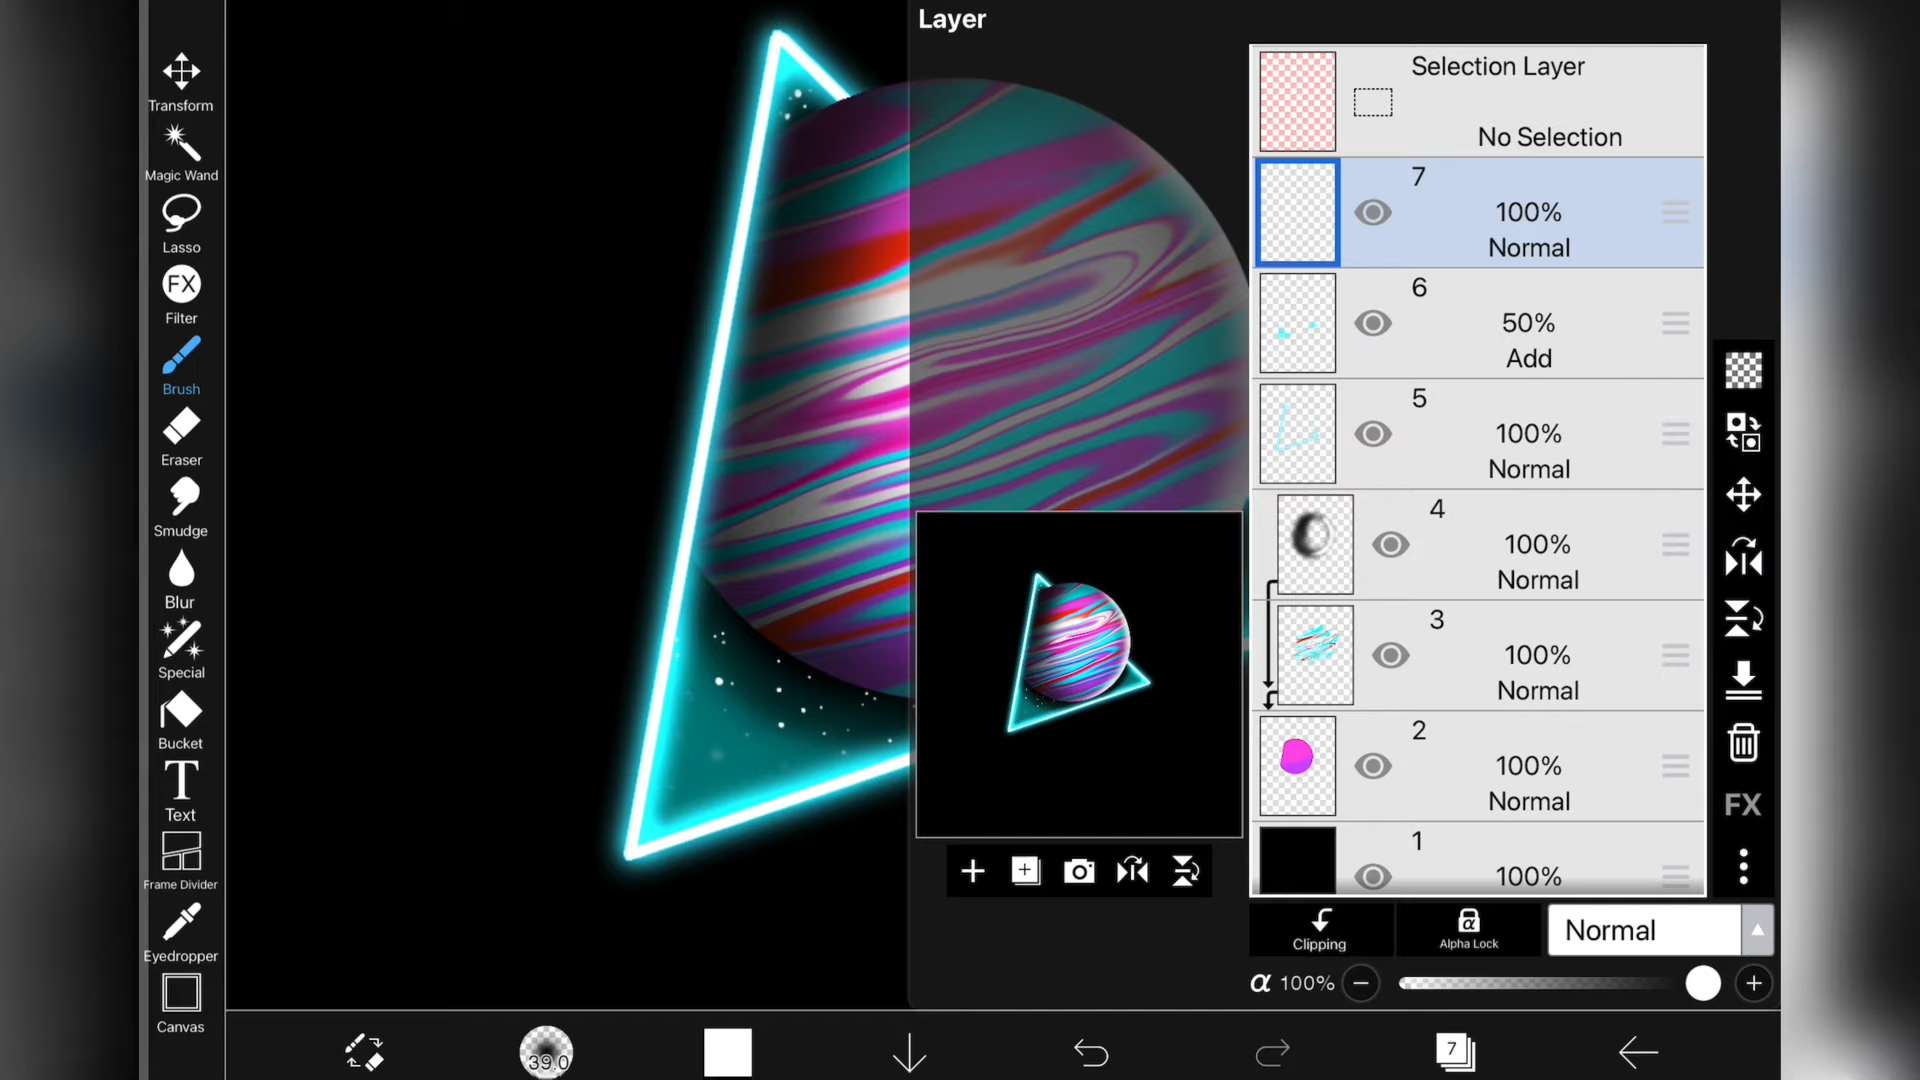 Layer
Transform
Magic Wand
Lasso
FX
Filter
Brush
Eraser
Smudge
Blur
Special
Bucket
T
Text
Frame Divider
Eyedropper
Canvas
Selection Layer
No Selection
7
100%
Normal
6
50%
Add
5
100%
Normal
4
100%
Normal
3
100%
Normal
2
100%
Normal
1
100%
FX
Clipping
α
Alpha Lock
Normal
α 100%
39.0
7